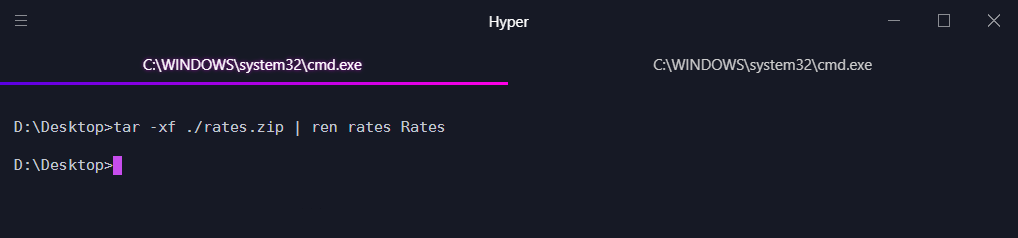 Hyper
C:\WINDOWS\system32\cmd.exe
C:\WINDOWS\system32\cmd.exe
D:\Desktop>tar -xf ./rates.zip | ren rates Rates
D:\Desktop>